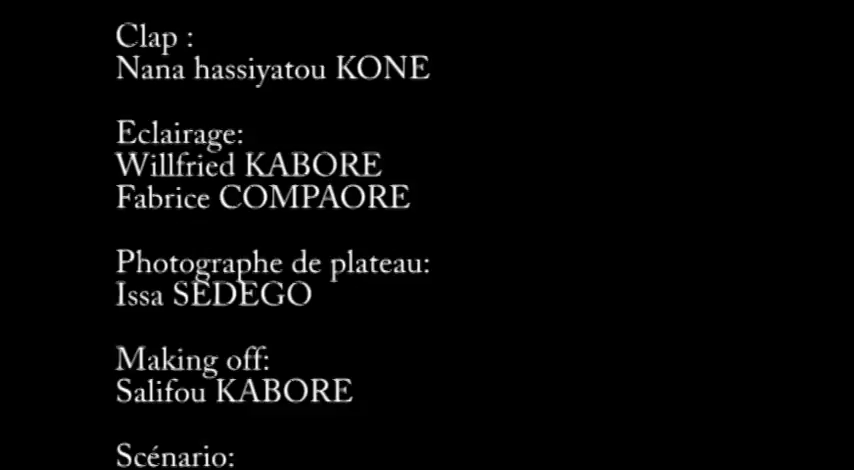 Clap :
Nana hassiyatou KONE
Eclairage:
Willfried KABORE
Fabrice COMPAORE
Photographe de plateau:
Issa SEDEGO
Making off:
Salifou KABORE
Scénario: